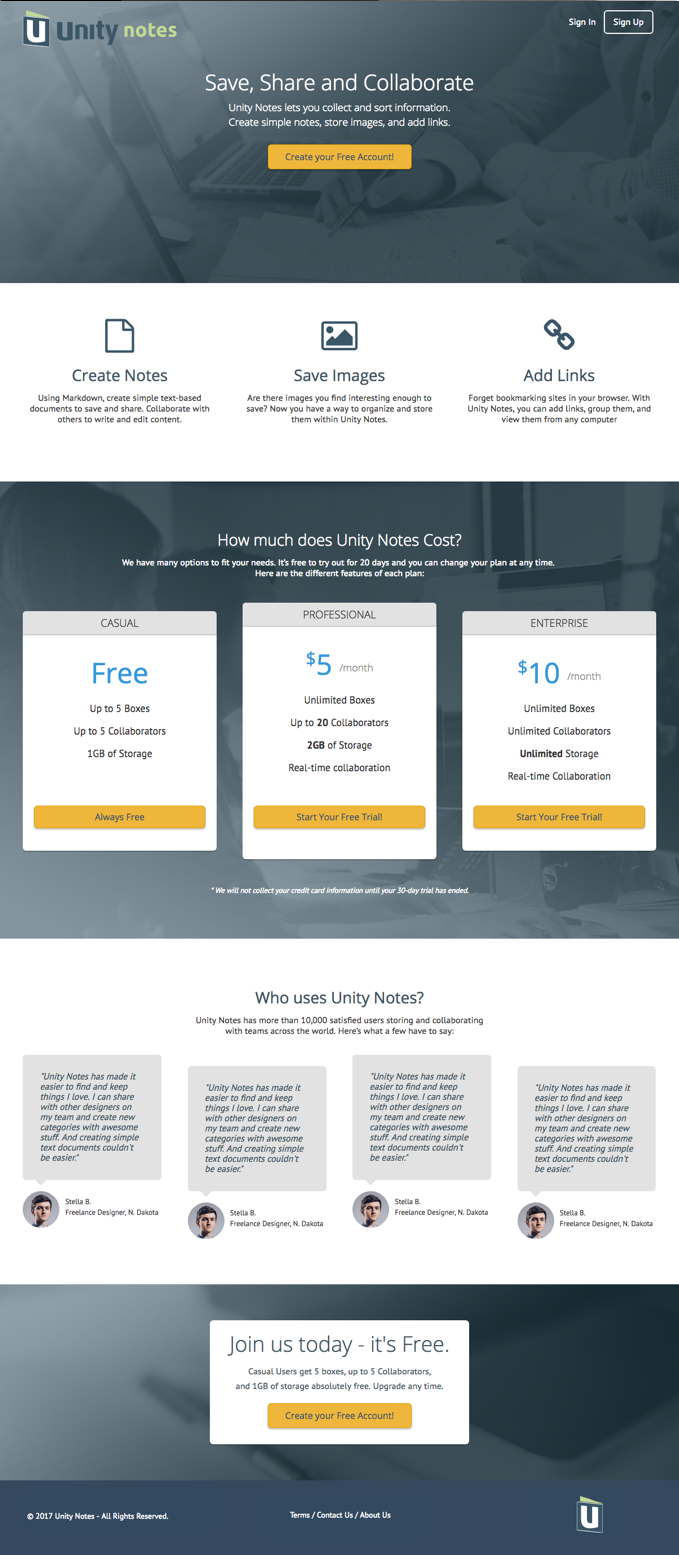 Unity notes
Sign In
Sign Up
Save, Share and Collaborate
Unity Notes lets you collect and sort information.
Create simple notes, store images, and add links.
Create your Free Account!
Create Notes
Using Markdown, create simple text-based
documents to save and share. Collaborate with
others to write and edit content.
Save Images
Are there images you find interesting enough to
save? Now you have a way to organize and store
them within Unity Notes.
Add Links
Forget bookmarking sites in your browser. With
Unity Notes, you can add links, group them, and
view them from any computer
How much does Unity Notes Cost?
We have many options to fit your needs. It's free to try out for 20 days and you can change your plan at any time.
Here are the different features of each plan:
CASUAL
Free
Up to 5 Boxes
Up to 5 Collaborators
1GB of Storage
Always Free
PROFESSIONAL
$5 /month
Unlimited Boxes
Up to 20 Collaborators
2GB of Storage
Real-time collaboration
Start Your Free Trial!
ENTERPRISE
$10 /month
Unlimited Boxes
Unlimited Collaborators
Unlimited Storage
Real-time Collaboration
Start Your Free Trial!
* We will not collect your credit card information until your 30-day trial has ended.
Who uses Unity Notes?
Unity Notes has more than 10,000 satisfied users storing and collaborating
with teams across the world. Here's what a few have to say:
"Unity Notes has made it
easier to find and keep
things I love. I can share
with other designers on
my team and create new
categories with awesome
stuff. And creating simple
text documents couldn't
be easier."
Stella B.
Freelance Designer, N. Dakota
"Unity Notes has made it
easier to find and keep
things I love. I can share
with other designers on
my team and create new
categories with awesome
stuff. And creating simple
text documents couldn't
be easier."
Stella B.
Freelance Designer, N. Dakota
"Unity Notes has made it
easier to find and keep
things I love. I can share
with other designers on
my team and create new
categories with awesome
stuff. And creating simple
text documents couldn't
be easier."
Stella B.
Freelance Designer, N. Dakota
"Unity Notes has made it
easier to find and keep
things I love. I can share
with other designers on
my team and create new
categories with awesome
stuff. And creating simple
text documents couldn't
be easier."
Stella B.
Freelance Designer, N. Dakota
Join us today - it's Free.
Casual Users get 5 boxes, up to 5 Collaborators,
and 1GB of storage absolutely free. Upgrade any time.
Create your Free Account!
© 2017 Unity Notes - All Rights Reserved.
Terms / Contact Us / About Us
U